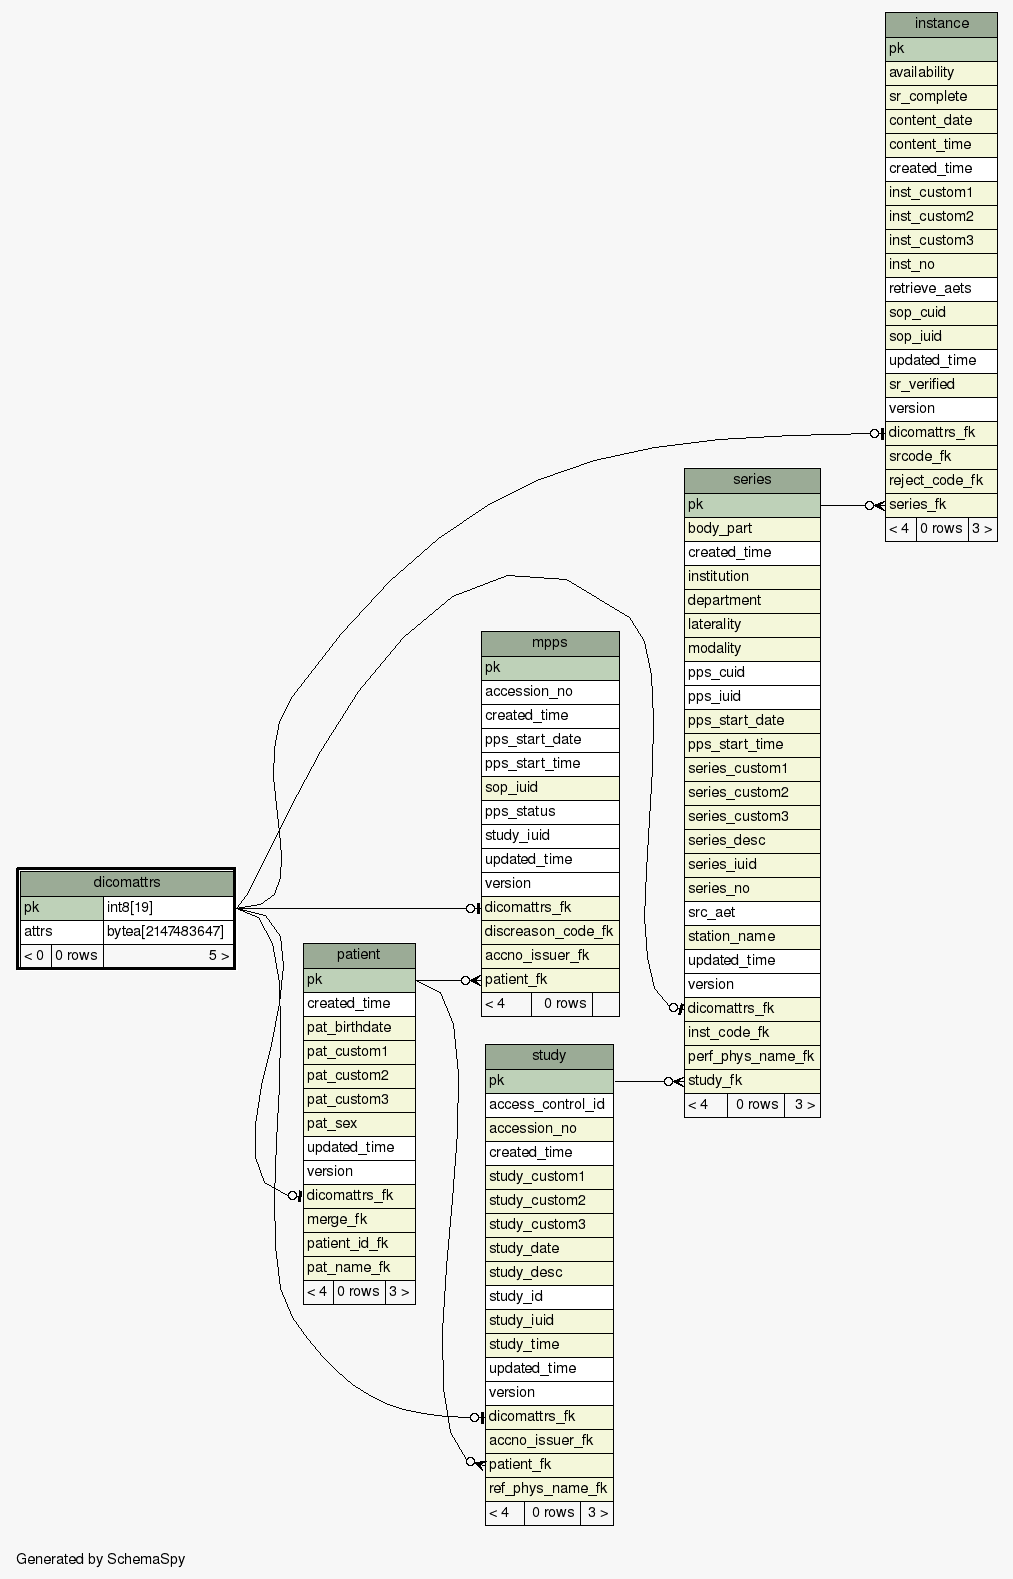 instance
pk
availability
sr_complete
content_date
content_time
created_time
inst_custom1
inst_custom2
inst_custom3
inst_no
retrieve_aets
sop_cuid
sop_iuid
updated_time
sr_verified
version
dicomattrs_fk
srcode_fk
reject_code_fk
series_fk
< 4 0 rows 3 >
series
pk
body_part
created_time
institution
department
laterality
modality
pps_cuid
pps_iuid
pps_start_date
pps_start_time
series_custom1
series_custom2
series_custom3
series_desc
series_iuid
series_no
src_aet
station_name
updated_time
version
dicomattrs_fk
inst_code_fk
perf_phys_name_fk
study_fk
< 4 0 rows 3 >
mpps
pk
accession_no
created_time
pps_start_date
pps_start_time
sop_iuid
pps_status
study_iuid
updated_time
version
dicomattrs_fk
discreason_code_fk
accno_issuer_fk
patient_fk
< 4 0 rows
dicomattrs
pk int8[19]
attrs bytea[2147483647]
< 0 0 rows 5 >
patient
pk
created_time
pat_birthdate
pat_custom1
pat_custom2
pat_custom3
pat_sex
updated_time
version
dicomattrs_fk
merge_fk
patient_id_fk
pat_name_fk
< 4 0 rows 3 >
study
pk
access_control_id
accession_no
created_time
study_custom1
study_custom2
study_custom3
study_date
study_desc
study_id
study_iuid
study_time
updated_time
version
dicomattrs_fk
accno_issuer_fk
patient_fk
ref_phys_name_fk
< 4 0 rows 3 >
Generated by SchemaSpy